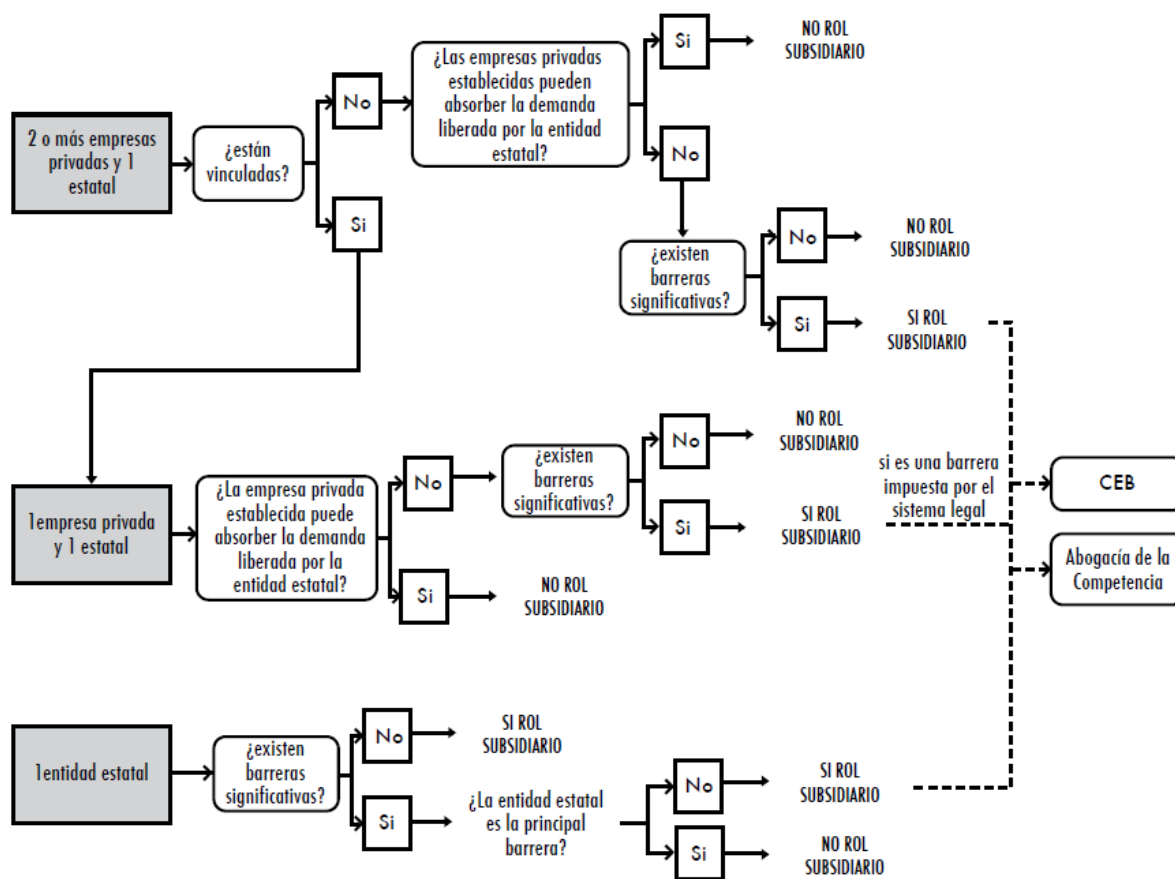 2 o más empresas
privadas y 1
estatal
¿están
vinculadas?
No
Si
¿Las empresas privadas
establecidas pueden
absorber la demanda
liberada por la entidad
estatal?
Si
NO ROL
SUBSIDIARIO
No
¿existen
barreras
significativas?
No
NO ROL
SUBSIDIARIO
Si
SI ROL
SUBSIDIARIO
1empresa privada
y 1 estatal
¿La empresa privada
establecida puede
absorber la demanda
liberada por la
entidad estatal?
No
¿existen
barreras
significativas?
No
NO ROL
SUBSIDIARIO
Si
SI ROL
SUBSIDIARIO
Si
NO ROL
SUBSIDIARIO
si es una barrera
impuesta por el
sistema legal
CEB
Abogacía de la
Competencia
1entidad estatal
¿existen
barreras
significativas?
No
SI ROL
SUBSIDIARIO
Si
¿La entidad estatal
es la principal
barrera?
No
SI ROL
SUBSIDIARIO
Si
NO ROL
SUBSIDIARIO